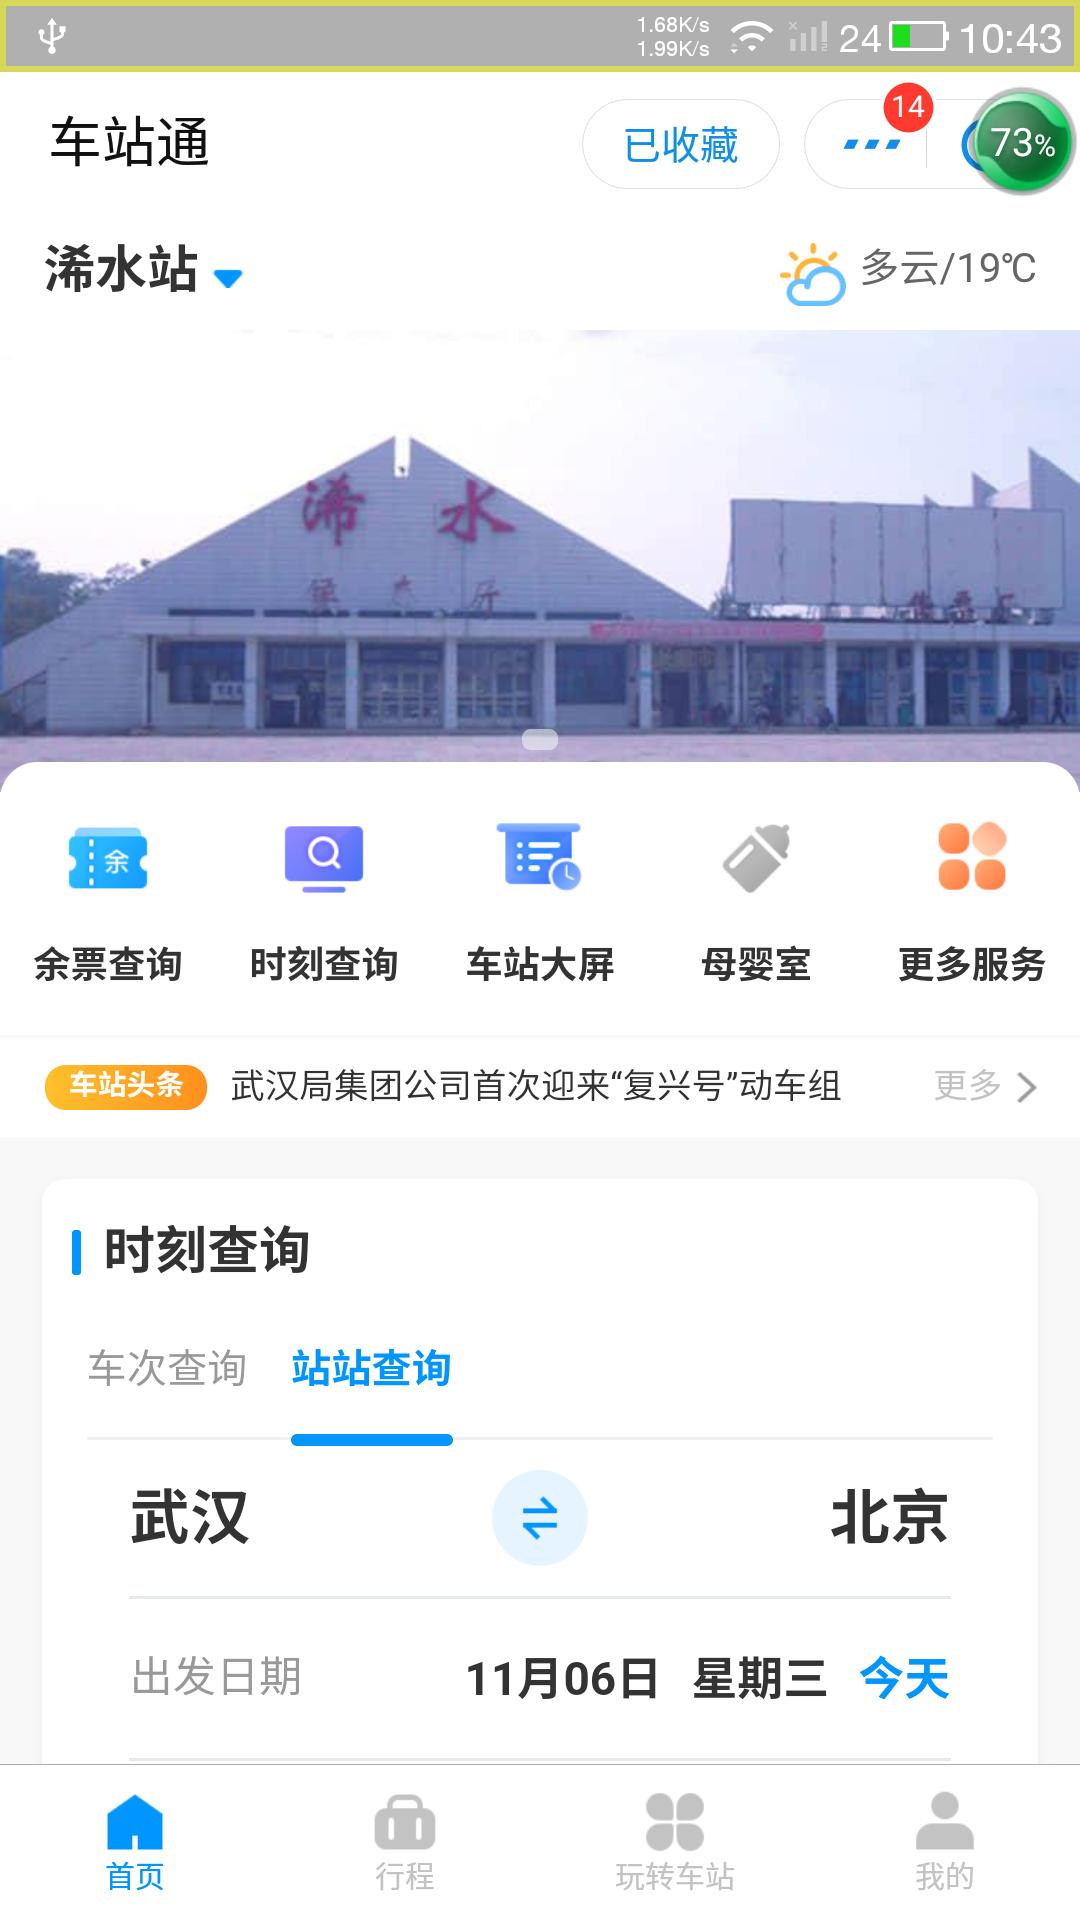 1.68K/s
1.99K/s
24
10:43
车站通
已收藏
14
73%
浠水站
多云/19℃
浠水
余
余票查询
时刻查询
车站大屏
母婴室
更多服务
车站头条 武汉局集团公司首次迎来“复兴号”动车组 更多
时刻查询
车次查询 站站查询
武汉 北京
出发日期 11月06日 星期三 今天
首页 行程 玩转车站 我的